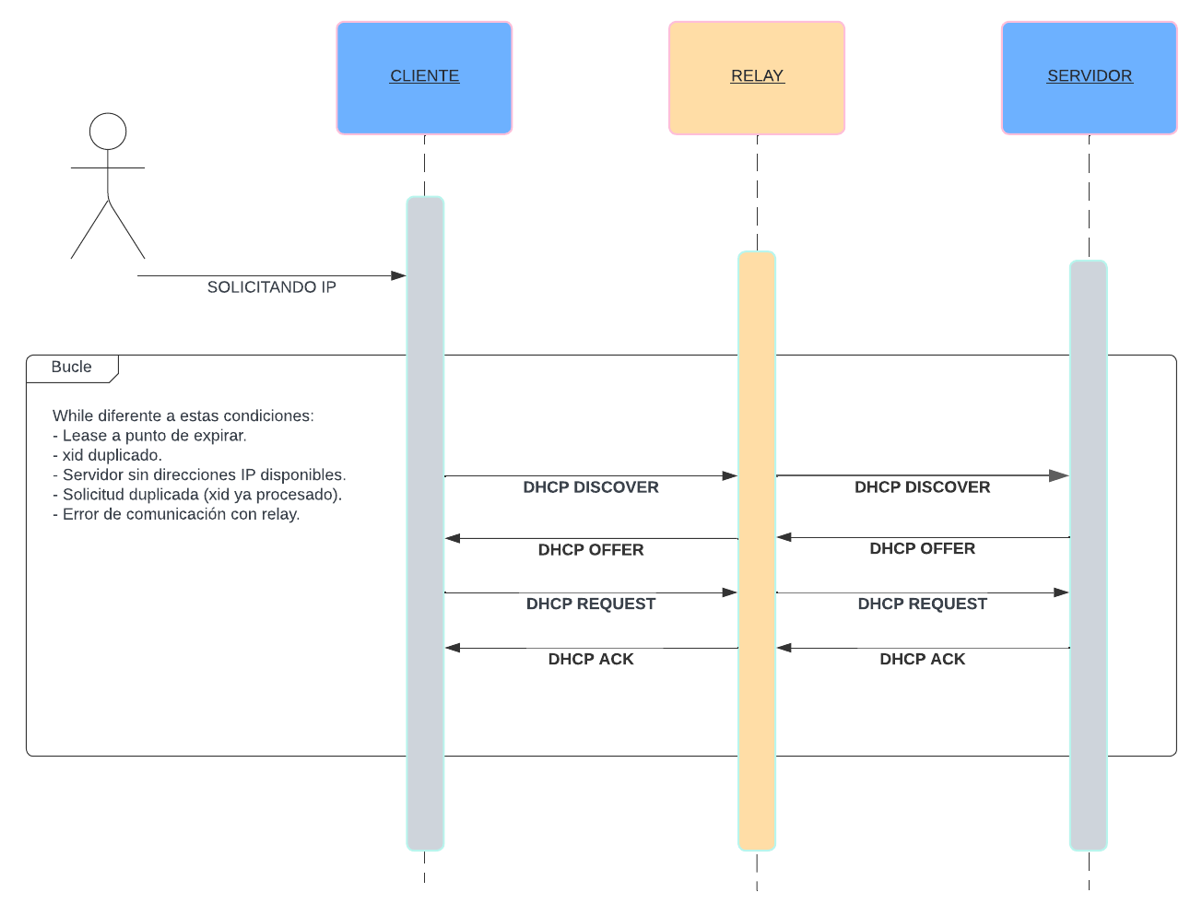 CLIENTE
RELAY
SERVIDOR
SOLICITANDO IP
Bucle
While diferente a estas condiciones:
- Lease a punto de expirar.
- xid duplicado.
- Servidor sin direcciones IP disponibles.
- Solicitud duplicada (xid ya procesado).
- Error de comunicación con relay.
DHCP DISCOVER
DHCP DISCOVER
DHCP OFFER
DHCP OFFER
DHCP REQUEST
DHCP REQUEST
DHCP ACK
DHCP ACK